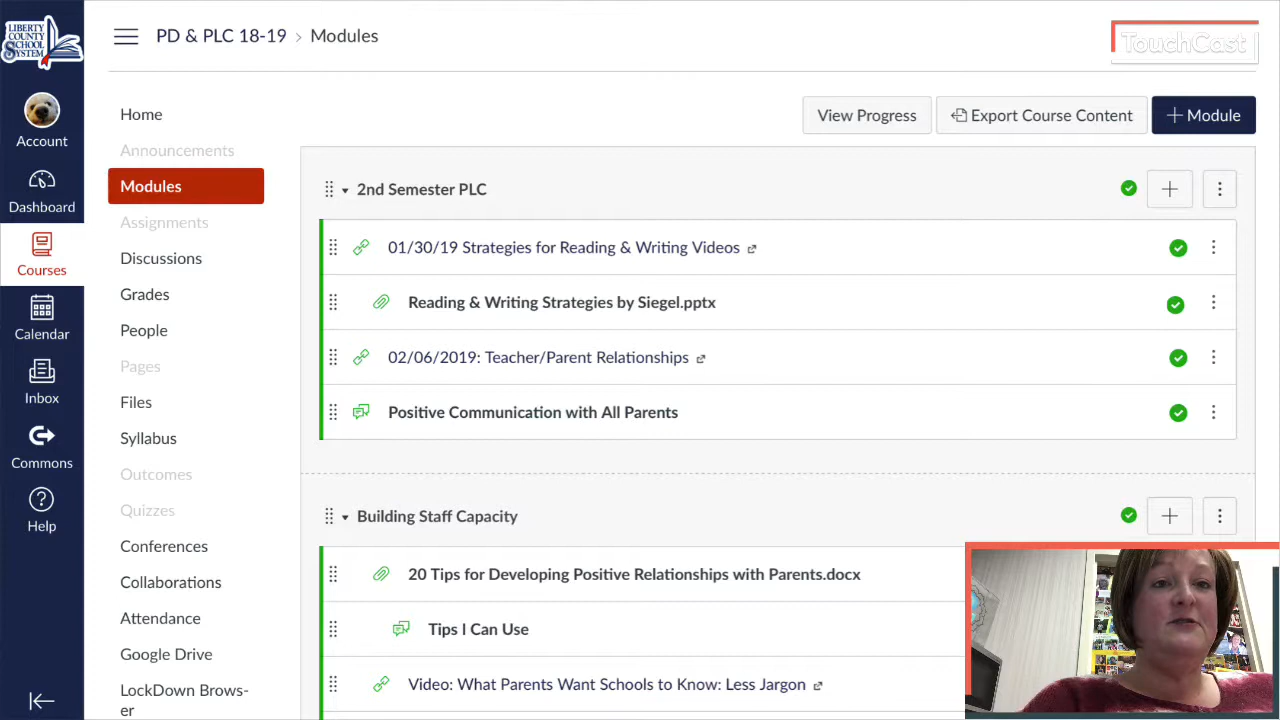 LIBERTY
COUNTY
SCHOOL
SYSTEM
PD & PLC 18-19 › Modules
TouchCast
Account
Dashboard
Courses
Calendar
Inbox
Commons
Help
Home
Announcements
Modules
Assignments
Discussions
Grades
People
Pages
Files
Syllabus
Outcomes
Quizzes
Conferences
Collaborations
Attendance
Google Drive
LockDown Brows-
er
View Progress
Export Course Content
+ Module
2nd Semester PLC
01/30/19 Strategies for Reading & Writing Videos
Reading & Writing Strategies by Siegel.pptx
02/06/2019: Teacher/Parent Relationships
Positive Communication with All Parents
Building Staff Capacity
20 Tips for Developing Positive Relationships with Parents.docx
Tips I Can Use
Video: What Parents Want Schools to Know: Less Jargon